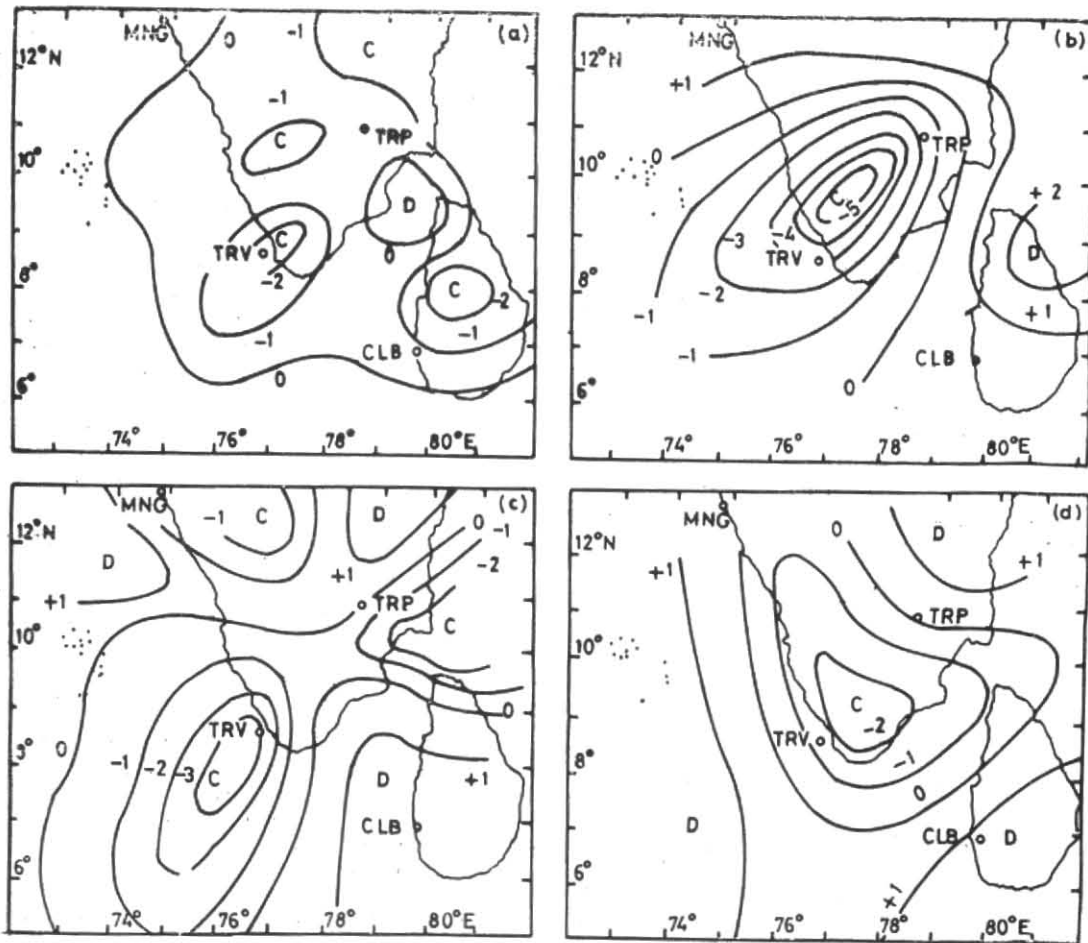 MNG 0 -1 C (a)
12°N
-1
C TRP
10°
D
TRV C 0
8° -2 C -2
-1 -1
CLB
0
6°
74° 76° 78° 80°E
MNG (b)
12°N +1
0 TRP
10°
C -5 +2
-3 -4
TRV D
8° -2
-1 +1
-1 CLB
0
6°
74° 76° 78° 80°E
MNG (c)
-1 C D 0 -1
12°N
D +1 -2
+1 TRP
C
10°
TRV 0
0 3°
-1 -2 -3 C D +1
CLB
6°
74° 76° 78° 80°E
MNG 0 D (d)
12°N
+1 +1
TRP
10°
C
-2
TRV
8° -1
0
D CLB D
6°
+1
74° 76° 78° 80°E